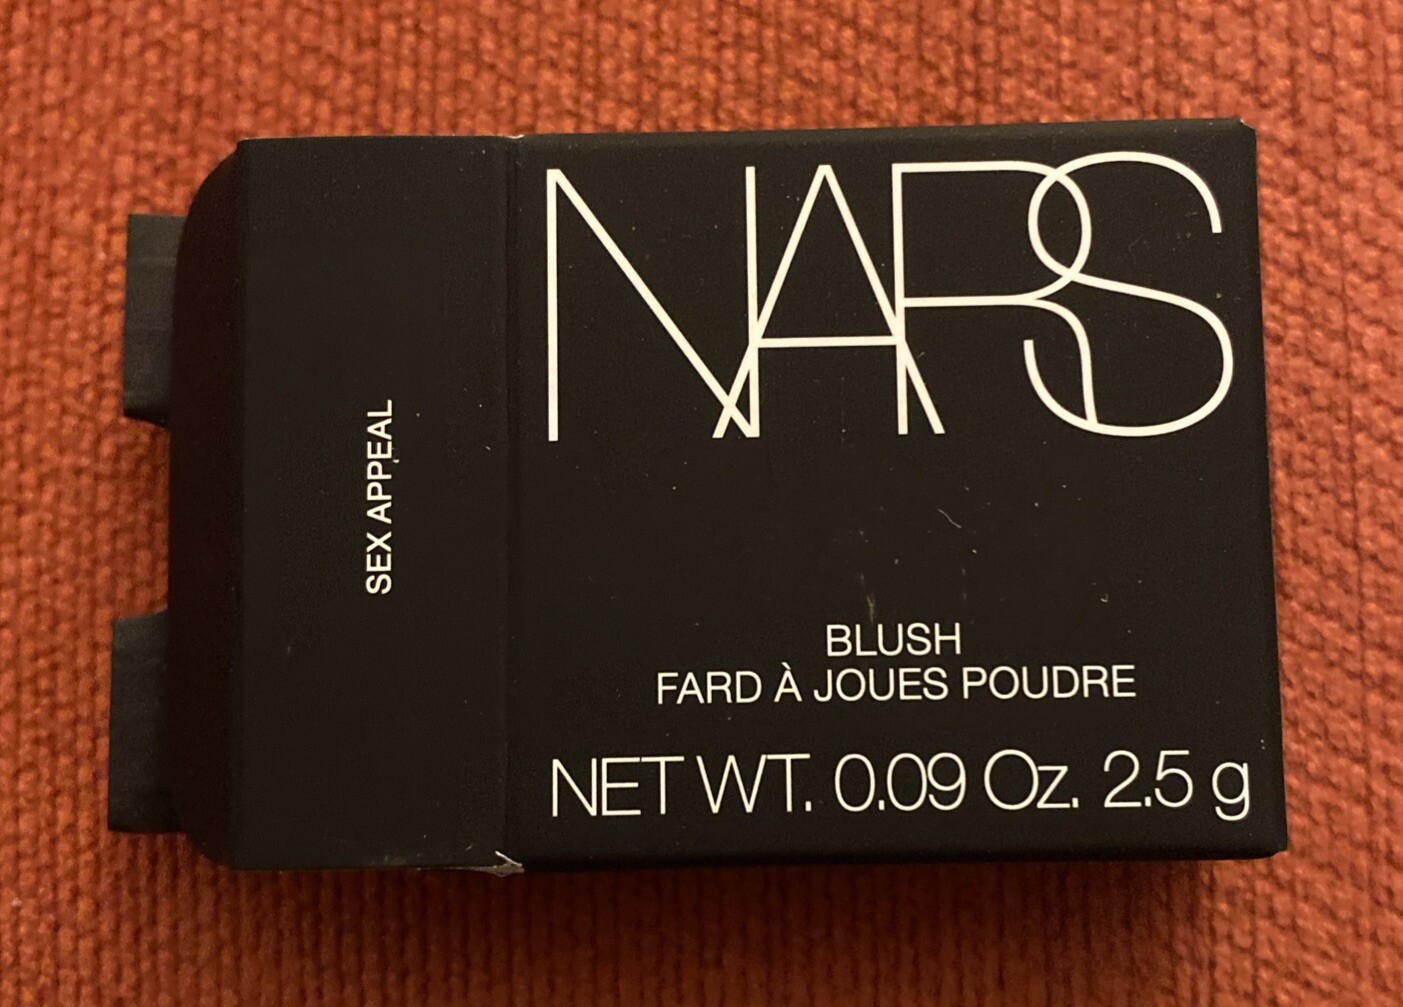 NARS
SEX APPEAL
BLUSH
FARD À JOUES POUDRE
NET WT. 0.09 Oz. 2.5 g